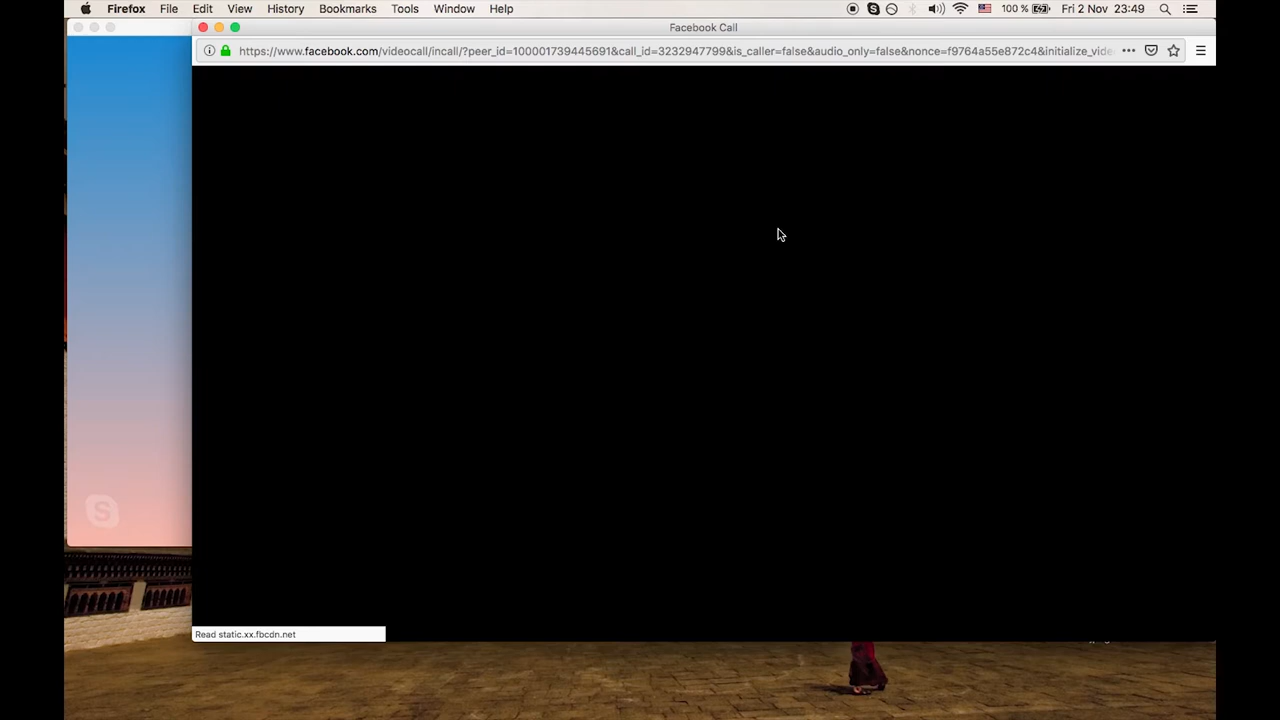 Firefox File Edit View History Bookmarks Tools Window Help 100 % Fri 2 Nov 23:49
Facebook Call
https://www.facebook.com/videocall/incall/?peer_id=100001739445691&call_id=3232947799&is_caller=false&audio_only=false&nonce=f9764a55e872c4&initialize_vide
Read static.xx.fbcdn.net
S